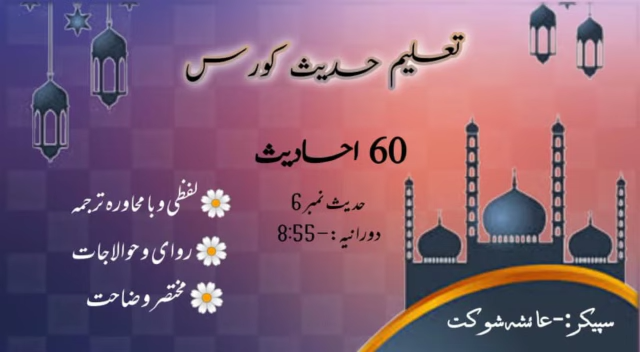 تعلیم حدیث کورس
60 احادیث
حدیث نمبر 6
دورانیہ :-8:55
لفظی و بامحاورہ ترجمہ
روای و حوالاجات
مختصر وضاحت
سپیکر:-عائشہ شوکت